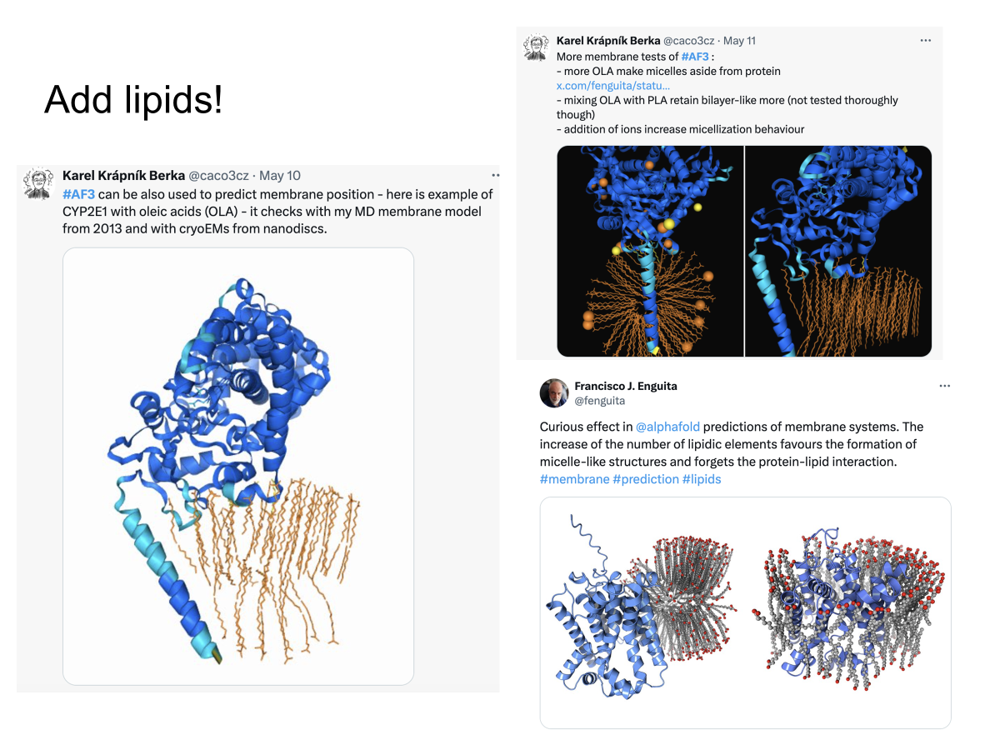 Add lipids!
Karel Krápník Berka @caco3cz · May 10
#AF3 can be also used to predict membrane position - here is example of
CYP2E1 with oleic acids (OLA) - it checks with my MD membrane model
from 2013 and with cryoEMs from nanodiscs.
Karel Krápník Berka @caco3cz · May 11
More membrane tests of #AF3 :
- more OLA make micelles aside from protein
x.com/fenguita/statu...
- mixing OLA with PLA retain bilayer-like more (not tested thoroughly
though)
- addition of ions increase micellization behaviour
Francisco J. Enguita
@fenguita
Curious effect in @alphafold predictions of membrane systems. The
increase of the number of lipidic elements favours the formation of
micelle-like structures and forgets the protein-lipid interaction.
#membrane #prediction #lipids